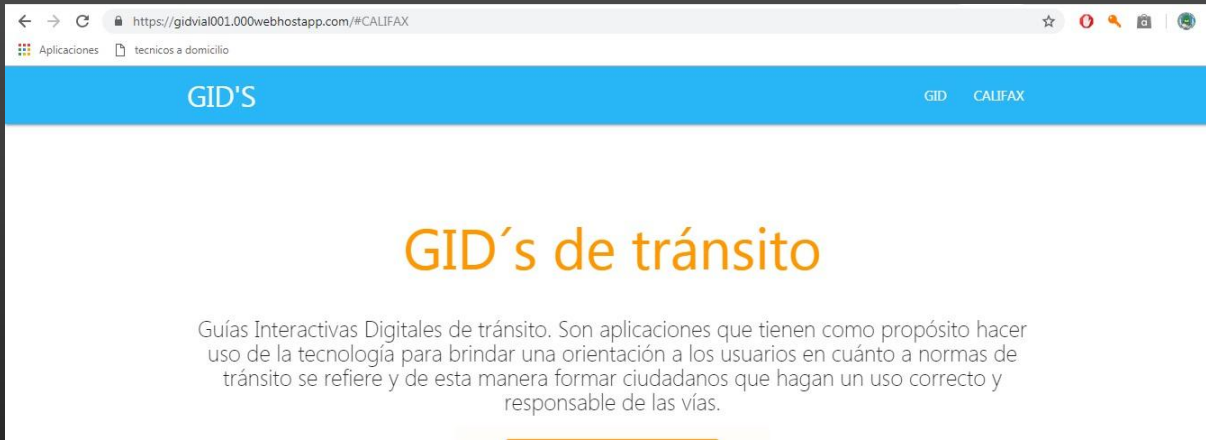 https://gidvial001.000webhostapp.com/#CALIFAX
Aplicaciones tecnicos a domicilio
GID'S GID CALIFAX
GID´s de tránsito
Guías Interactivas Digitales de tránsito. Son aplicaciones que tienen como propósito hacer
uso de la tecnología para brindar una orientación a los usuarios en cuánto a normas de
tránsito se refiere y de esta manera formar ciudadanos que hagan un uso correcto y
responsable de las vías.